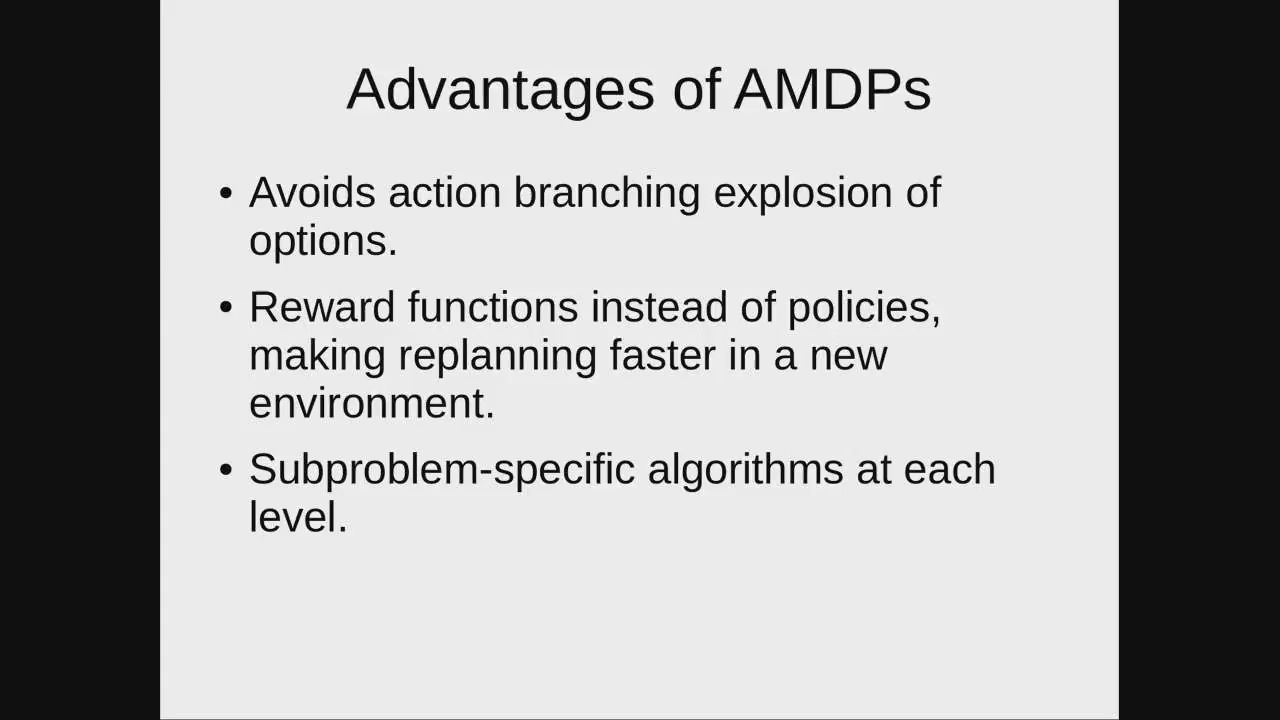 Advantages of AMDPs
• Avoids action branching explosion of
options.
• Reward functions instead of policies,
making replanning faster in a new
environment.
• Subproblem-specific algorithms at each
level.